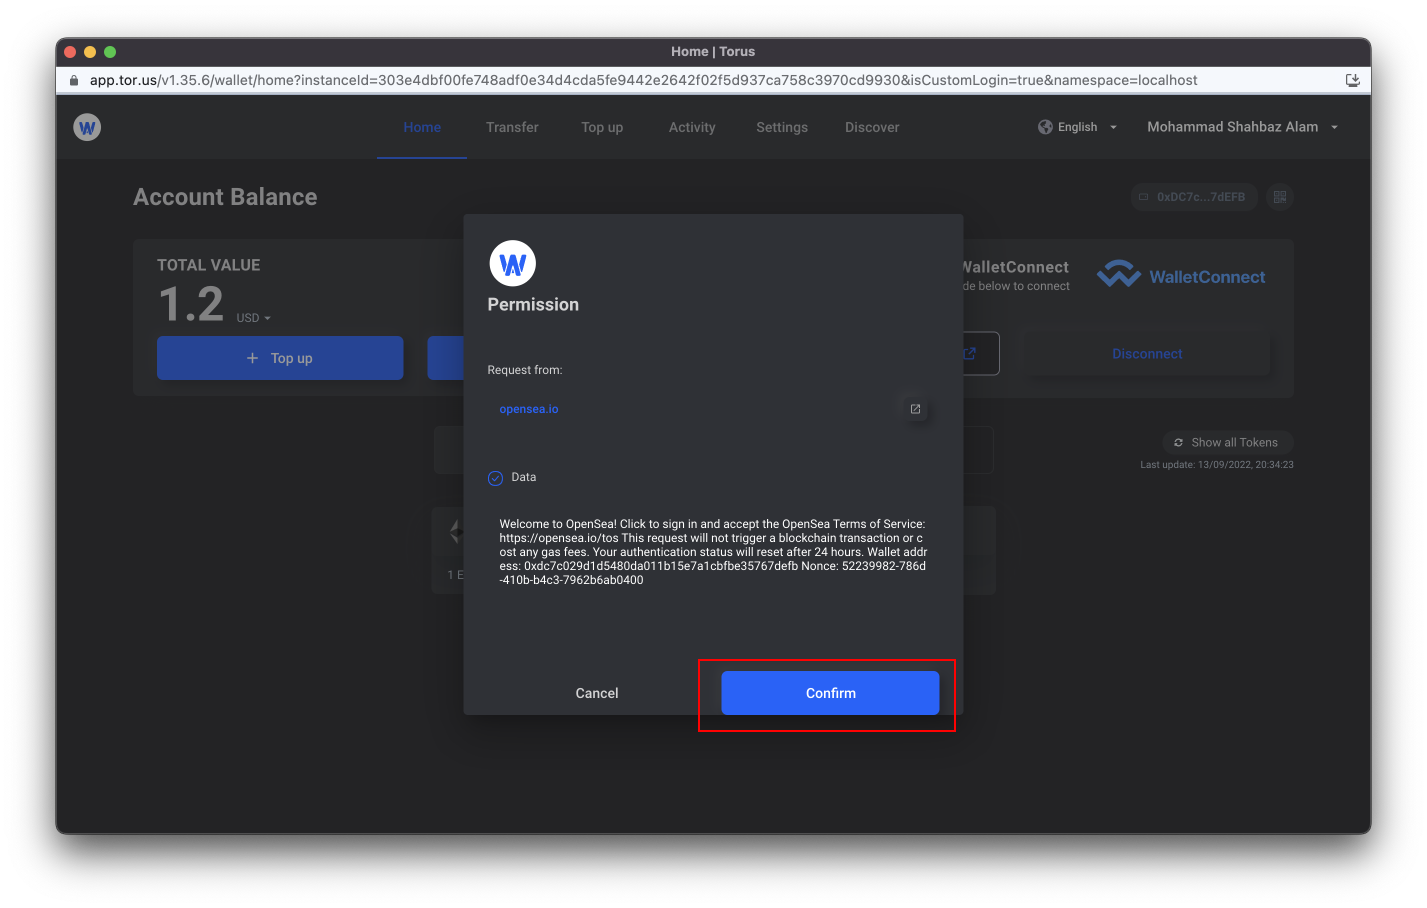 Home | Torus
app.tor.us/v1.35.6/wallet/home?instanceId=303e4dbf00fe748adf0e34d4cda5fe9442e2642f02f5d937ca758c3970cd9930&isCustomLogin=true&namespace=localhost
Home Transfer Top up Activity Settings Discover English Mohammad Shahbaz Alam
Account Balance
0xDC7c...7dEFB
TOTAL VALUE
1.2 USD
+ Top up
WalletConnect
de below to connect
WalletConnect
Disconnect
Show all Tokens
Last update: 13/09/2022, 20:34:23
1 E
Permission
Request from:
opensea.io
Data
Welcome to OpenSea! Click to sign in and accept the OpenSea Terms of Service:
https://opensea.io/tos This request will not trigger a blockchain transaction or c
ost any gas fees. Your authentication status will reset after 24 hours. Wallet addr
ess: 0xdc7c029d1d5480da011b15e7a1cbfbe35767defb Nonce: 52239982-786d
-410b-b4c3-7962b6ab0400
Cancel Confirm